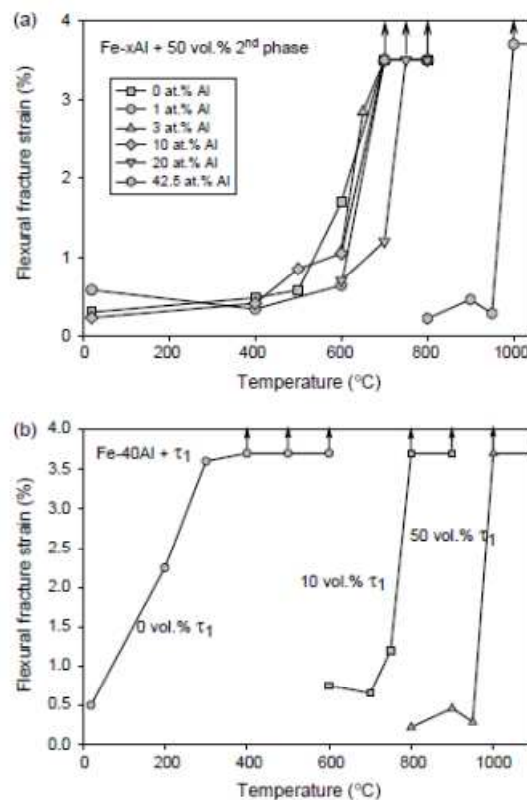 (a)
Fe-xAl + 50 vol.% 2nd phase
0 at.% Al
1 at.% Al
3 at.% Al
10 at.% Al
20 at.% Al
42.5 at.% Al
Flexural fracture strain (%)
4
3
2
1
0
0 200 400 600 800 1000
Temperature (°C)
(b)
Fe-40Al + τ1
Flexural fracture strain (%)
4.0
3.5
3.0
2.5
2.0
1.5
1.0
0.5
0.0
50 vol.% τ1
10 vol.% τ1
0 vol.% τ1
0 200 400 600 800 1000
Temperature (°C)